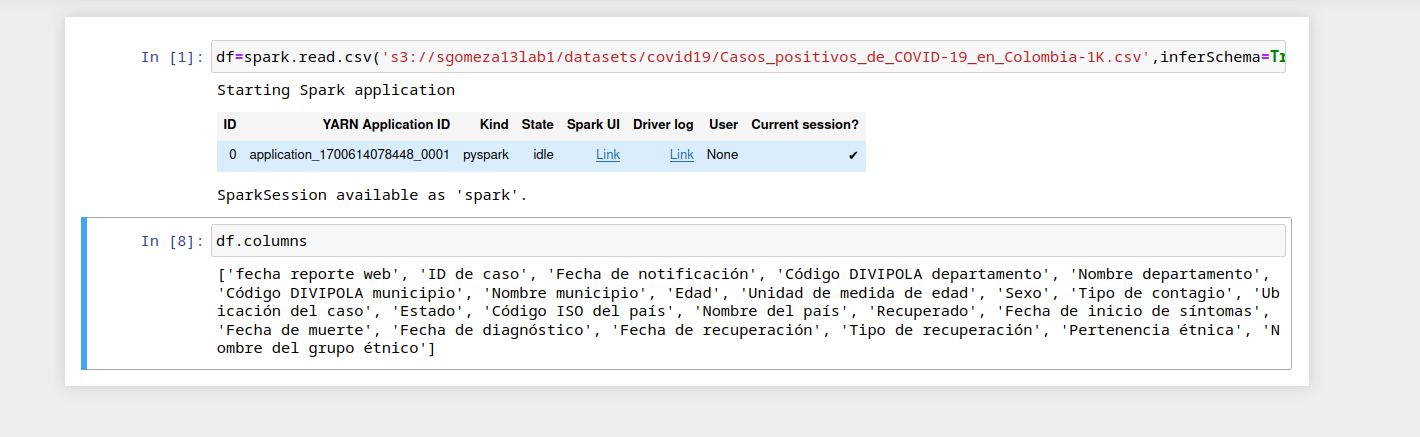 In [1]: df=spark.read.csv('s3://sgomeza13lab1/datasets/covid19/Casos_positivos_de_COVID-19_en_Colombia-1K.csv',inferSchema=Tr
Starting Spark application
ID YARN Application ID Kind State Spark UI Driver log User Current session?
0 application_1700614078448_0001 pyspark idle Link Link None ✔
SparkSession available as 'spark'.
In [8]: df.columns
['fecha reporte web', 'ID de caso', 'Fecha de notificación', 'Código DIVIPOLA departamento', 'Nombre departamento',
'Código DIVIPOLA municipio', 'Nombre municipio', 'Edad', 'Unidad de medida de edad', 'Sexo', 'Tipo de contagio', 'Ub
icación del caso', 'Estado', 'Código ISO del país', 'Nombre del país', 'Recuperado', 'Fecha de inicio de síntomas',
'Fecha de muerte', 'Fecha de diagnóstico', 'Fecha de recuperación', 'Tipo de recuperación', 'Pertenencia étnica', 'N
ombre del grupo étnico']